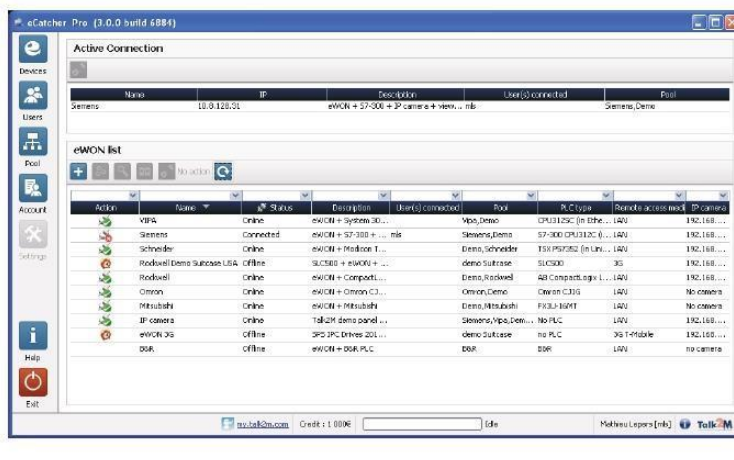 eCatcher Pro (3.0.0 build 6884)
Devices
Users
Pool
Account
Settings
Help
Exit
Active Connection
Name IP Description User(s) connected Pool
Siemens 10.8.128.31 eWON + S7-300 + IP camera + view... mls Siemens,Demo
eWON list
No action
Action Name Status Description User(s) connected Pool PLC type Remote access medi IP camera
VIPA Online eWON + System 30... Vipa,Demo CPU312SC (in Ethe... LAN 192.168....
Siemens Connected eWON + S7-300 + ... mls Siemens,Demo S7-300 CPU312C (i... LAN 192.168....
Schneider Online eWON + Modicon T... Demo,Schneider TSX P57352 (in Uni... LAN 192.168....
Rockwell Demo Suitcase USA Offline SLC500 + eWON + ... demo Suitcase SLC500 3G 192.168....
Rockwell Online eWON + CompactL... Demo,Rockwell AB CompactLogix L... LAN 192.168....
Omron Online eWON + Omron CJ... Omron,Demo Omron CJ1G LAN No camera
Mitsubishi Online eWON + Mitsubishi Demo,Mitsubishi FX3U-16MT LAN No camera
IP camera Online Talk2M demo panel ... Siemens,Vipa,Dem... No PLC LAN 192.168....
eWON 3G Offline SPS IPC Drives 201... demo Suitcase no PLC 3G T-Mobile 192.168....
B&R Offline eWON + B&R PLC B&R B&R LAN no camera
my.talk2m.com Credit : 1 000€ Idle Mathieu Lepers [mls] Talk2M